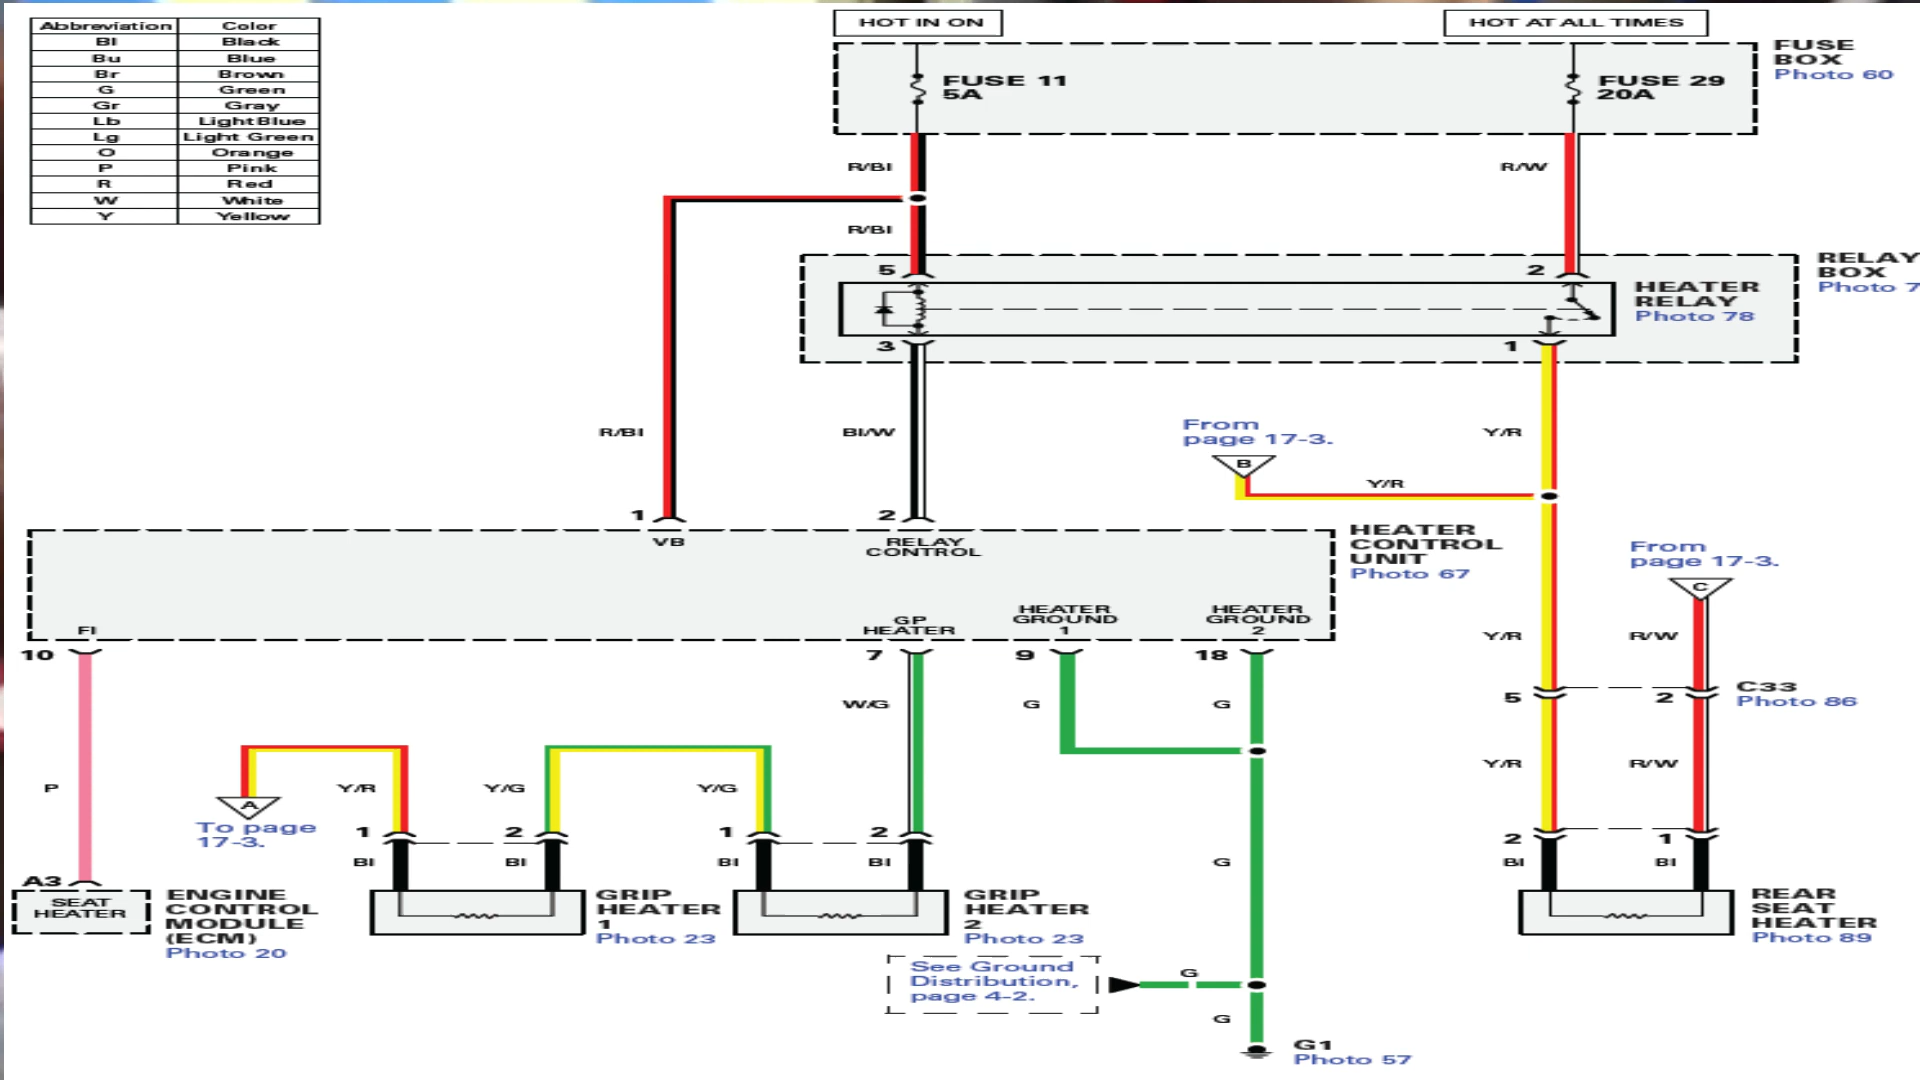 Abbreviation Color
Bl Black
Bu Blue
Br Brown
G Green
Gr Gray
Lb LightBlue
Lg Light Green
O Orange
P Pink
R Red
W White
Y Yellow
HOT IN ON
HOT AT ALL TIMES
FUSE 11
5A
FUSE 29
20A
FUSE
BOX
Photo 60
R/Bl
R/W
R/Bl
5
2
RELAY
BOX
Photo 7
HEATER
RELAY
Photo 78
3
1
R/Bl
Bl/W
From
page 17-3.
B
Y/R
Y/R
1
2
VB
RELAY
CONTROL
HEATER
CONTROL
UNIT
Photo 67
From
page 17-3.
C
FI
GP
HEATER
HEATER
GROUND
1
HEATER
GROUND
2
10
7
9
18
Y/R
R/W
W/G
G
G
5
2
C33
Photo 86
P
A
To page
17-3.
Y/R
Y/G
Y/G
Y/R
R/W
1
2
1
2
2
1
Bl
Bl
Bl
Bl
G
Bl
Bl
A3
SEAT
HEATER
ENGINE
CONTROL
MODULE
(ECM)
Photo 20
GRIP
HEATER
1
Photo 23
GRIP
HEATER
2
Photo 23
REAR
SEAT
HEATER
Photo 89
See Ground
Distribution,
page 4-2.
G
G
G1
Photo 57